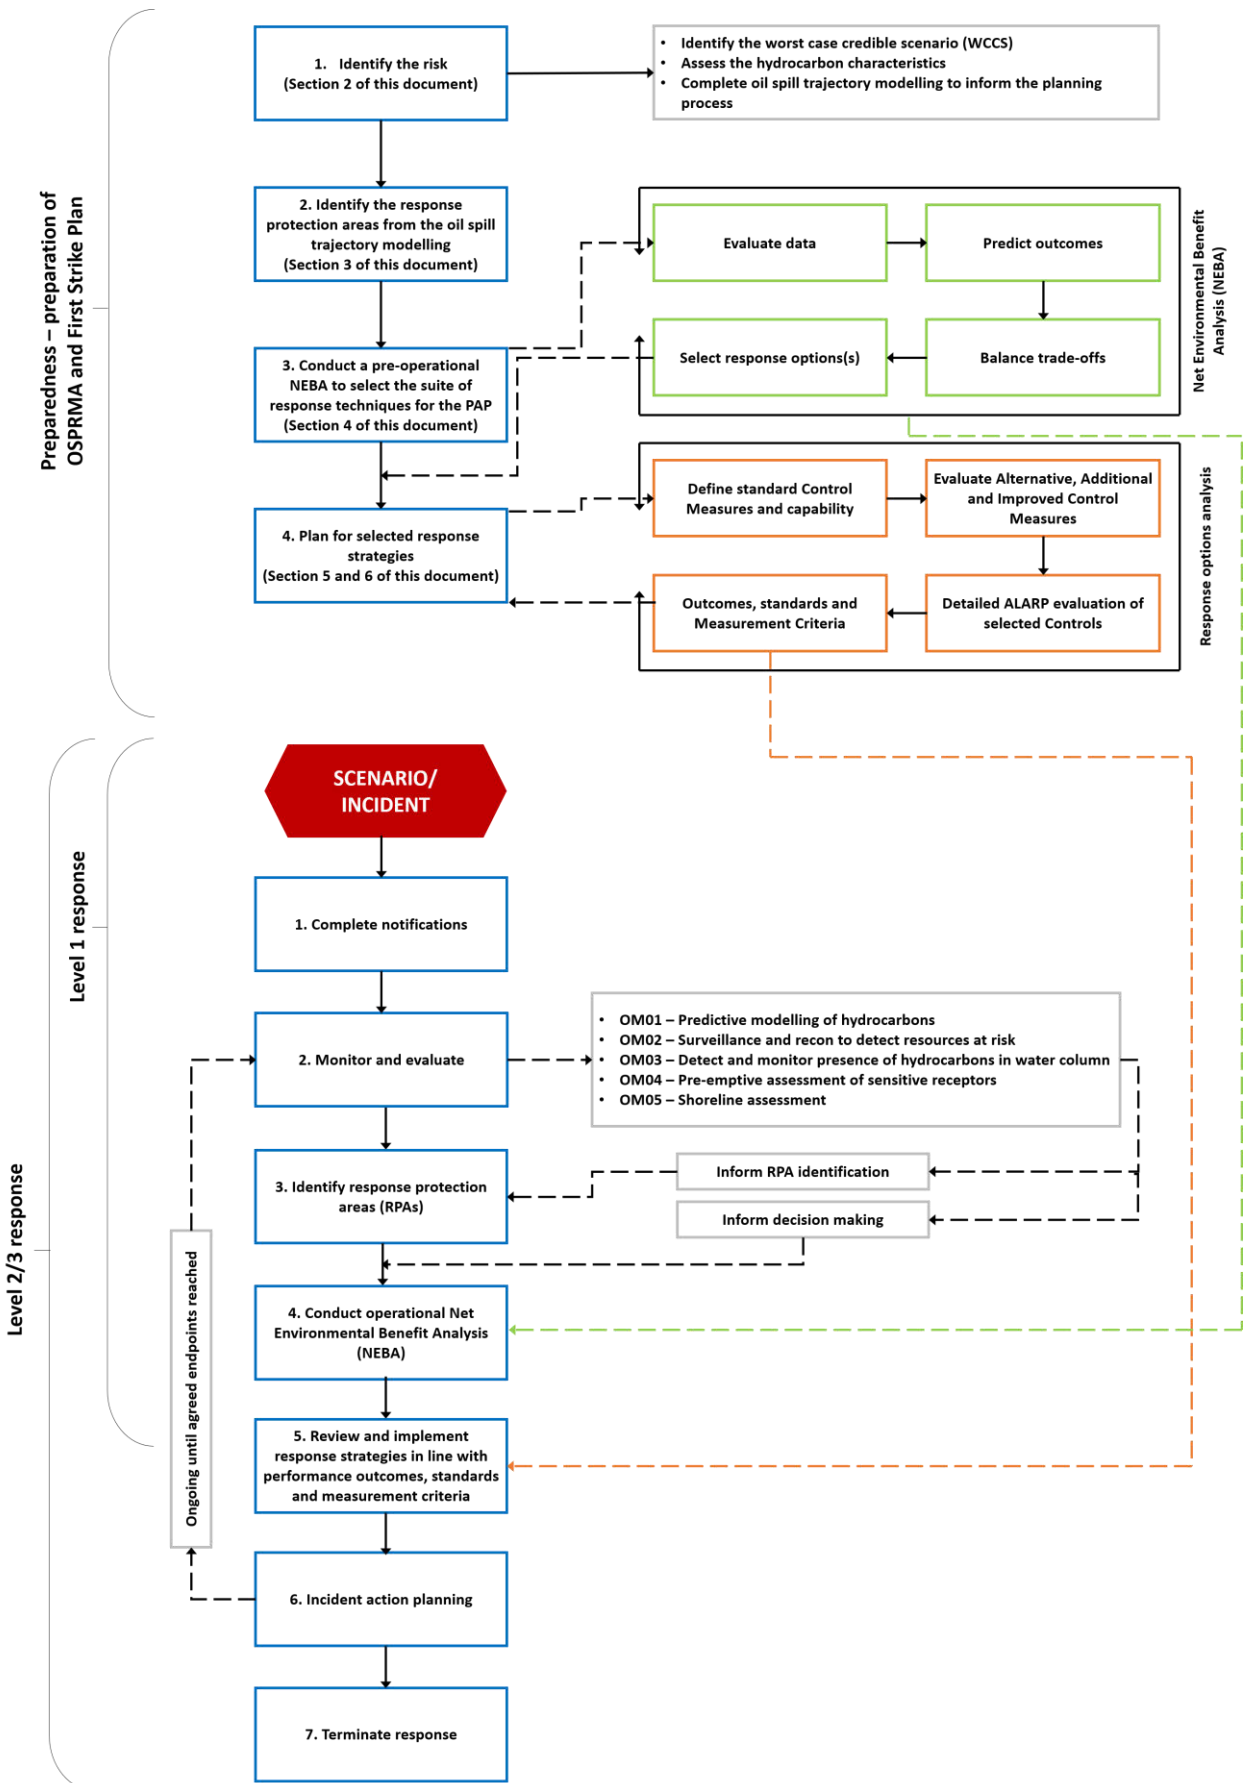 Preparedness – preparation of
OSPRMA and First Strike Plan
1. Identify the risk
(Section 2 of this document)
• Identify the worst case credible scenario (WCCS)
• Assess the hydrocarbon characteristics
• Complete oil spill trajectory modelling to inform the planning
process
2. Identify the response
protection areas from the oil spill
trajectory modelling
(Section 3 of this document)
3. Conduct a pre-operational
NEBA to select the suite of
response techniques for the PAP
(Section 4 of this document)
4. Plan for selected response
strategies
(Section 5 and 6 of this document)
Evaluate data
Predict outcomes
Select response options(s)
Balance trade-offs
Net Environmental Benefit
Analysis (NEBA)
Define standard Control
Measures and capability
Evaluate Alternative, Additional
and Improved Control
Measures
Outcomes, standards and
Measurement Criteria
Detailed ALARP evaluation of
selected Controls
Response options analysis
Level 1 response
Level 2/3 response
SCENARIO/
INCIDENT
1. Complete notifications
2. Monitor and evaluate
• OM01 – Predictive modelling of hydrocarbons
• OM02 – Surveillance and recon to detect resources at risk
• OM03 – Detect and monitor presence of hydrocarbons in water column
• OM04 – Pre-emptive assessment of sensitive receptors
• OM05 – Shoreline assessment
Inform RPA identification
Inform decision making
3. Identify response protection
areas (RPAs)
4. Conduct operational Net
Environmental Benefit Analysis
(NEBA)
5. Review and implement
response strategies in line with
performance outcomes, standards
and measurement criteria
Ongoing until agreed endpoints reached
6. Incident action planning
7. Terminate response